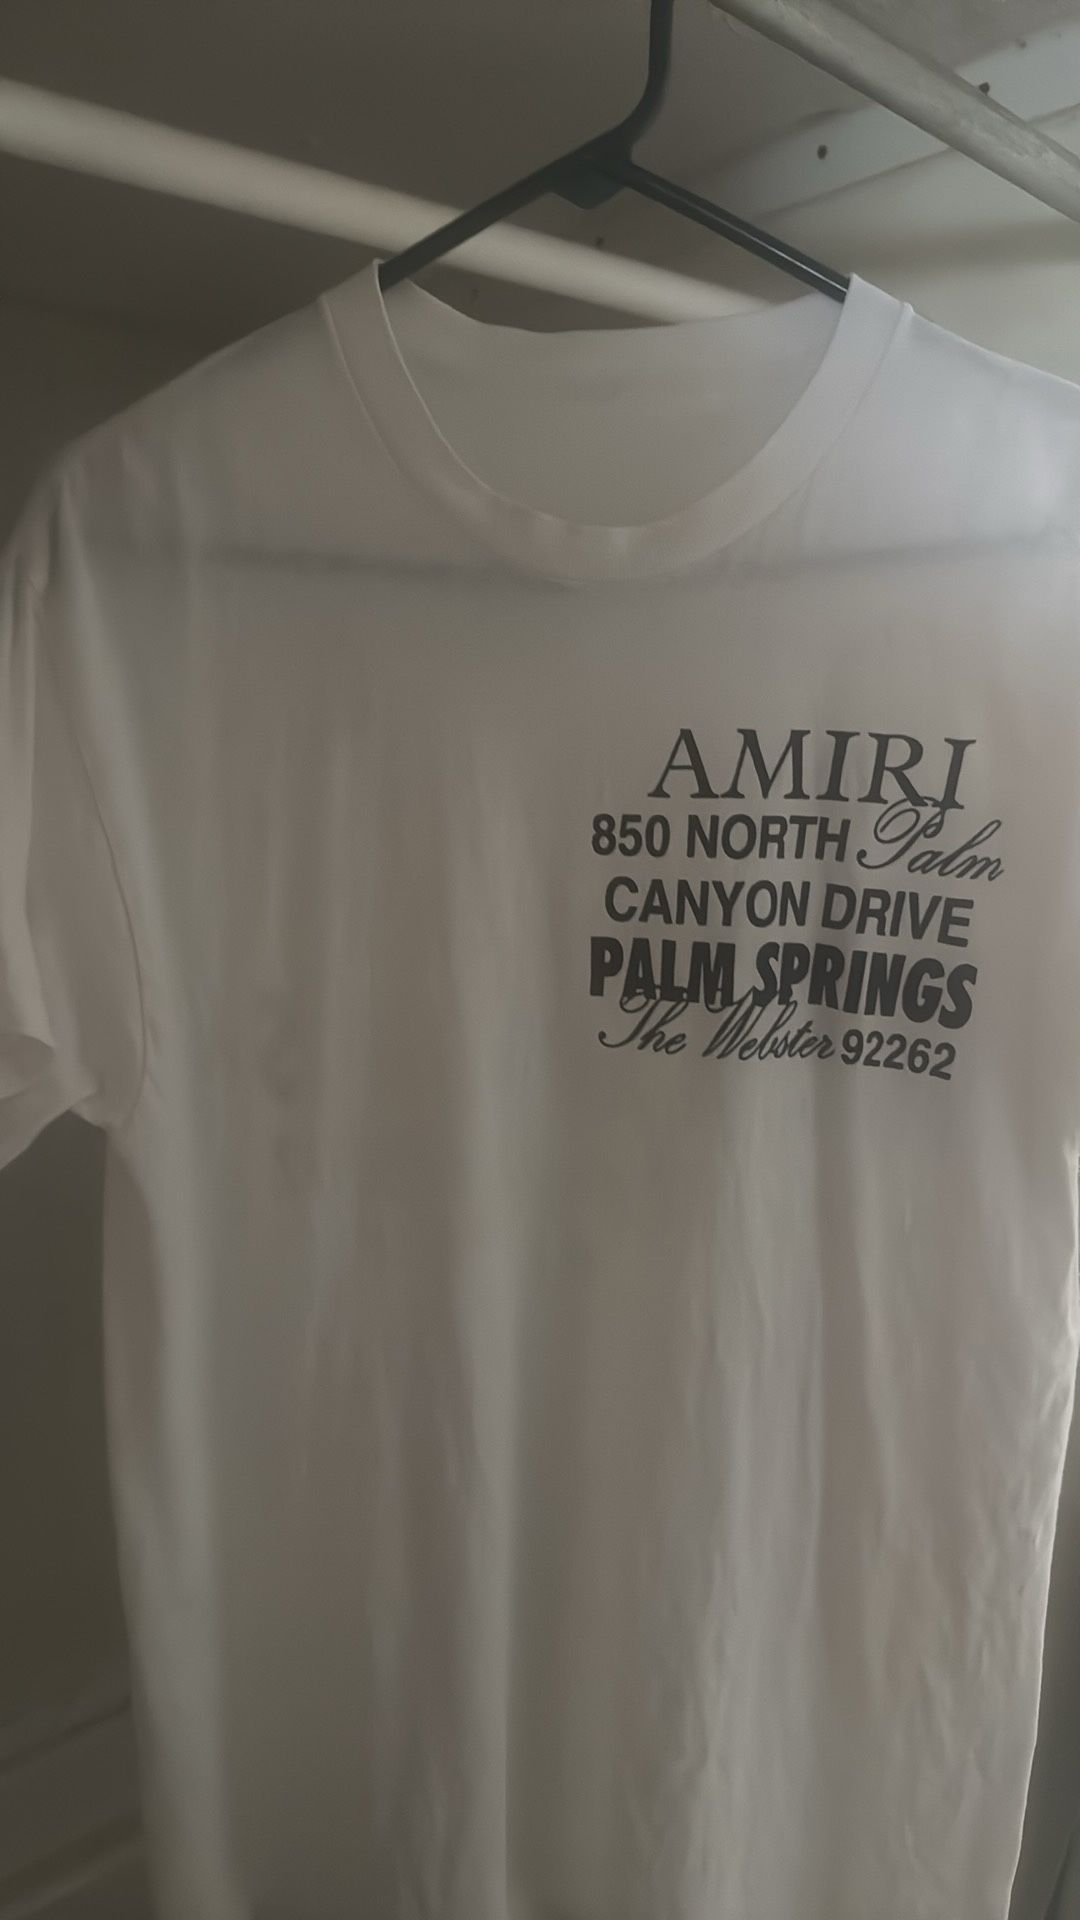 AMIRI
850 NORTH Palm
CANYON DRIVE
PALM SPRINGS
The Webster 92262